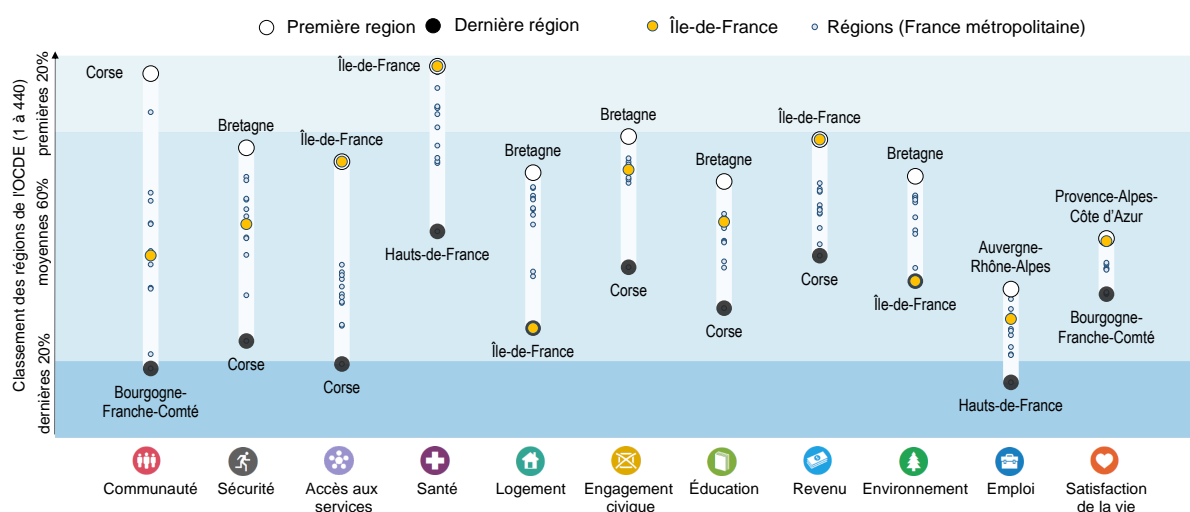 Première region
Dernière région
Île-de-France
Régions (France métropolitaine)
Classement des régions de l'OCDE (1 à 440)
premières 20%
moyennes 60%
dernières 20%
Corse
Bourgogne-
Franche-Comté
Bretagne
Corse
Île-de-France
Corse
Île-de-France
Hauts-de-France
Bretagne
Île-de-France
Bretagne
Corse
Bretagne
Corse
Île-de-France
Corse
Bretagne
Île-de-France
Auvergne-
Rhône-Alpes
Hauts-de-France
Provence-Alpes-
Côte d'Azur
Bourgogne-
Franche-Comté
Communauté
Sécurité
Accès aux
services
Santé
Logement
Engagement
civique
Éducation
Revenu
Environnement
Emploi
Satisfaction
de la vie